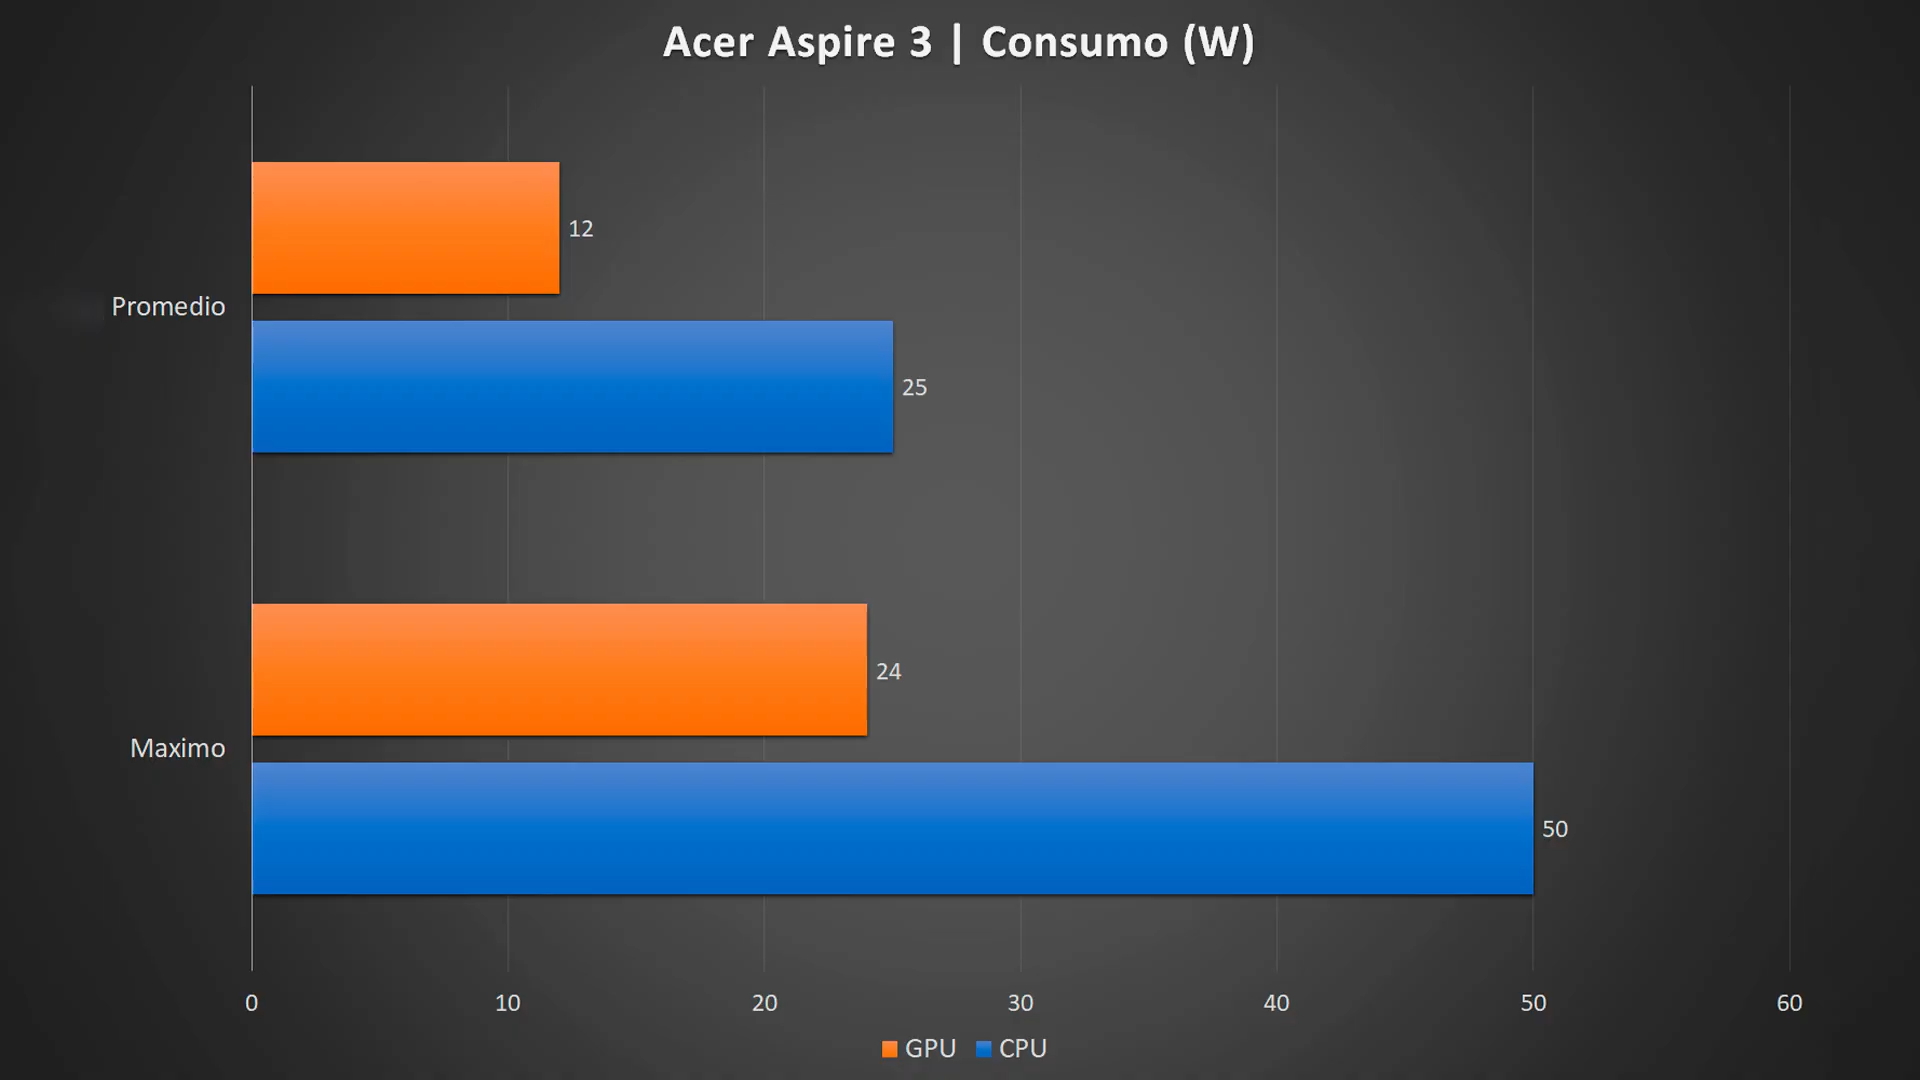 Acer Aspire 3 | Consumo (W)
12
Promedio
25
24
Maximo
50
0 10 20 30 40 50 60
GPU CPU